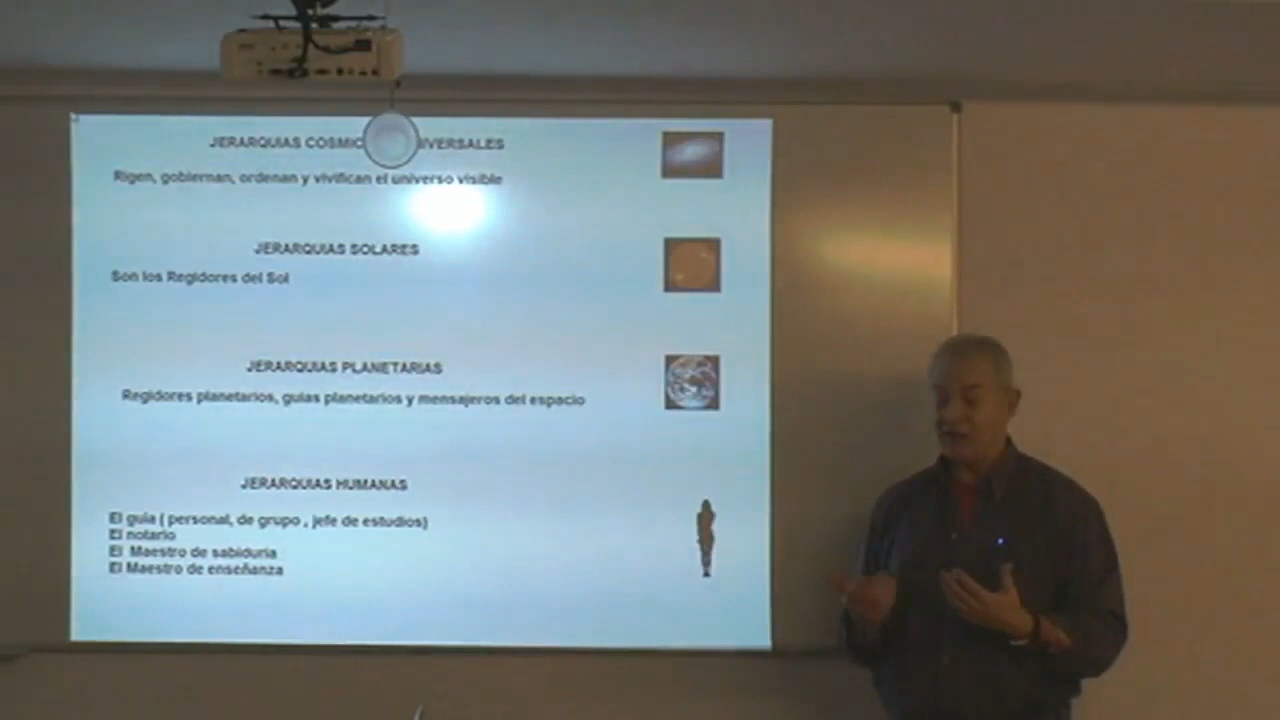 JERARQUIAS COSMIC IVERSALES
Rigen, gobiernan, ordenan y vivifican el universo visible
JERARQUIAS SOLARES
Son los Regidores del Sol
JERARQUIAS PLANETARIAS
Regidores planetarios, guias planetarios y mensajeros del espacio
JERARQUIAS HUMANAS
El guía ( personal, de grupo , jefe de estudios)
El notario
El Maestro de sabiduria
El Maestro de enseñanza